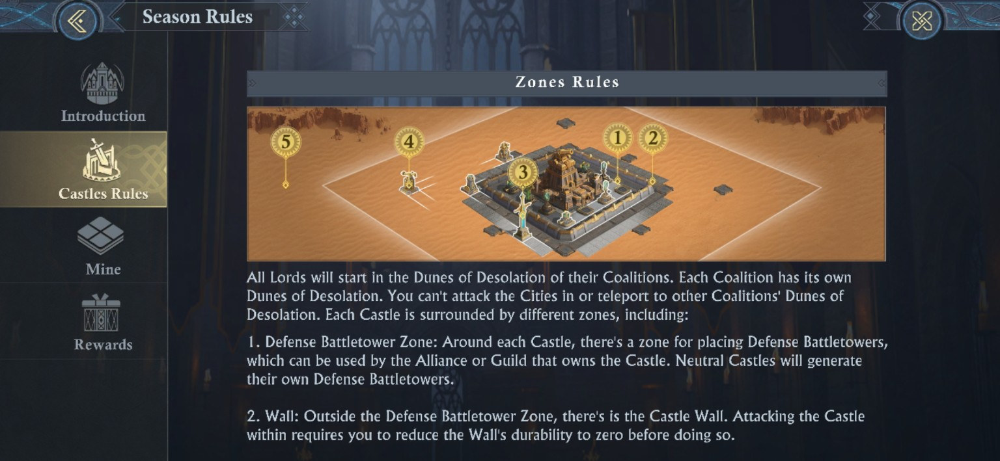 Season Rules
Introduction
Castles Rules
Mine
Rewards
Zones Rules
5
4
3
1
2
All Lords will start in the Dunes of Desolation of their Coalitions. Each Coalition has its own
Dunes of Desolation. You can't attack the Cities in or teleport to other Coalitions' Dunes of
Desolation. Each Castle is surrounded by different zones, including:
1. Defense Battletower Zone: Around each Castle, there's a zone for placing Defense Battletowers,
which can be used by the Alliance or Guild that owns the Castle. Neutral Castles will generate
their own Defense Battletowers.
2. Wall: Outside the Defense Battletower Zone, there's is the Castle Wall. Attacking the Castle
within requires you to reduce the Wall's durability to zero before doing so.